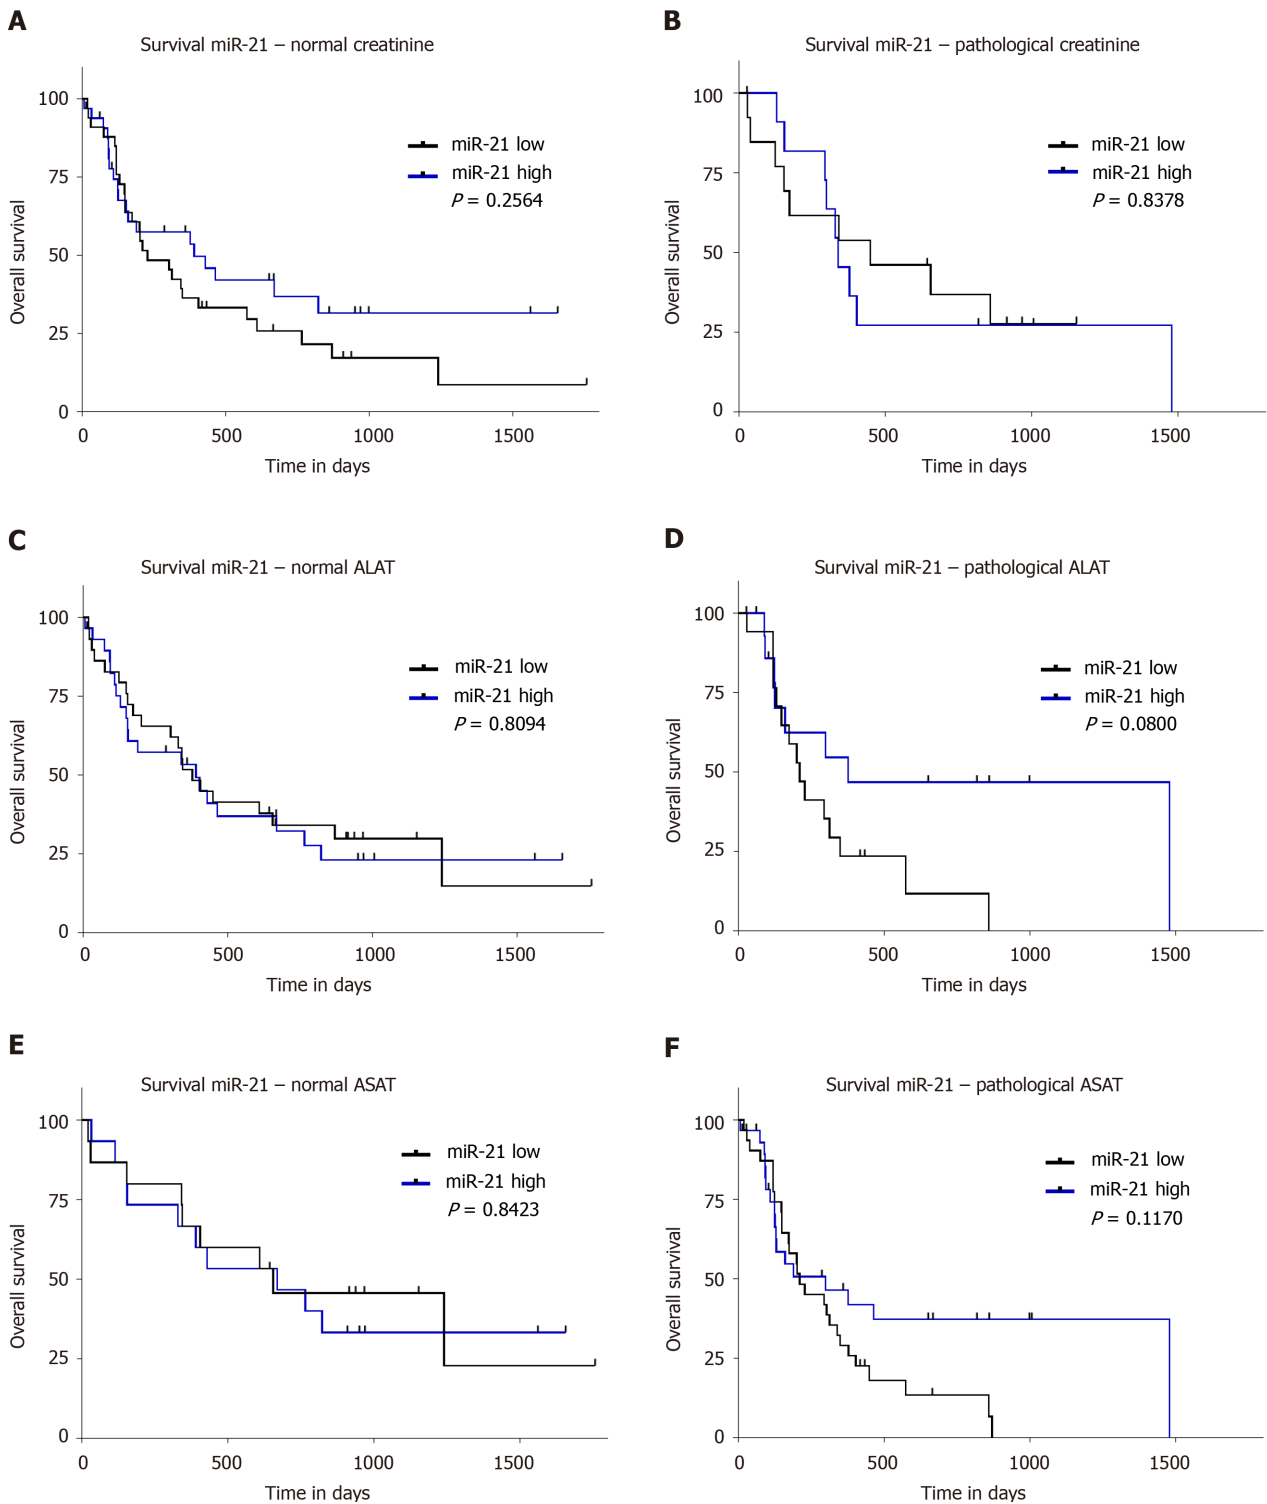 A
Survival miR-21 – normal creatinine
100
75
50
25
0
Overall survival
miR-21 low
miR-21 high
P = 0.2564
0 500 1000 1500
Time in days
B
Survival miR-21 – pathological creatinine
100
75
50
25
0
Overall survival
miR-21 low
miR-21 high
P = 0.8378
0 500 1000 1500
Time in days
C
Survival miR-21 – normal ALAT
100
75
50
25
0
Overall survival
miR-21 low
miR-21 high
P = 0.8094
0 500 1000 1500
Time in days
D
Survival miR-21 – pathological ALAT
100
75
50
25
0
Overall survival
miR-21 low
miR-21 high
P = 0.0800
0 500 1000 1500
Time in days
E
Survival miR-21 – normal ASAT
100
75
50
25
0
Overall survival
miR-21 low
miR-21 high
P = 0.8423
0 500 1000 1500
Time in days
F
Survival miR-21 – pathological ASAT
100
75
50
25
0
Overall survival
miR-21 low
miR-21 high
P = 0.1170
0 500 1000 1500
Time in days